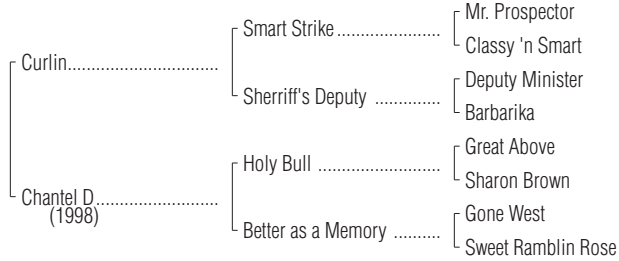 Mr. Prospector
Smart Strike
Classy 'n Smart
Curlin
Deputy Minister
Sherriff's Deputy
Barbarika
Great Above
Holy Bull
Sharon Brown
Chantel D
(1998)
Gone West
Better as a Memory
Sweet Ramblin Rose